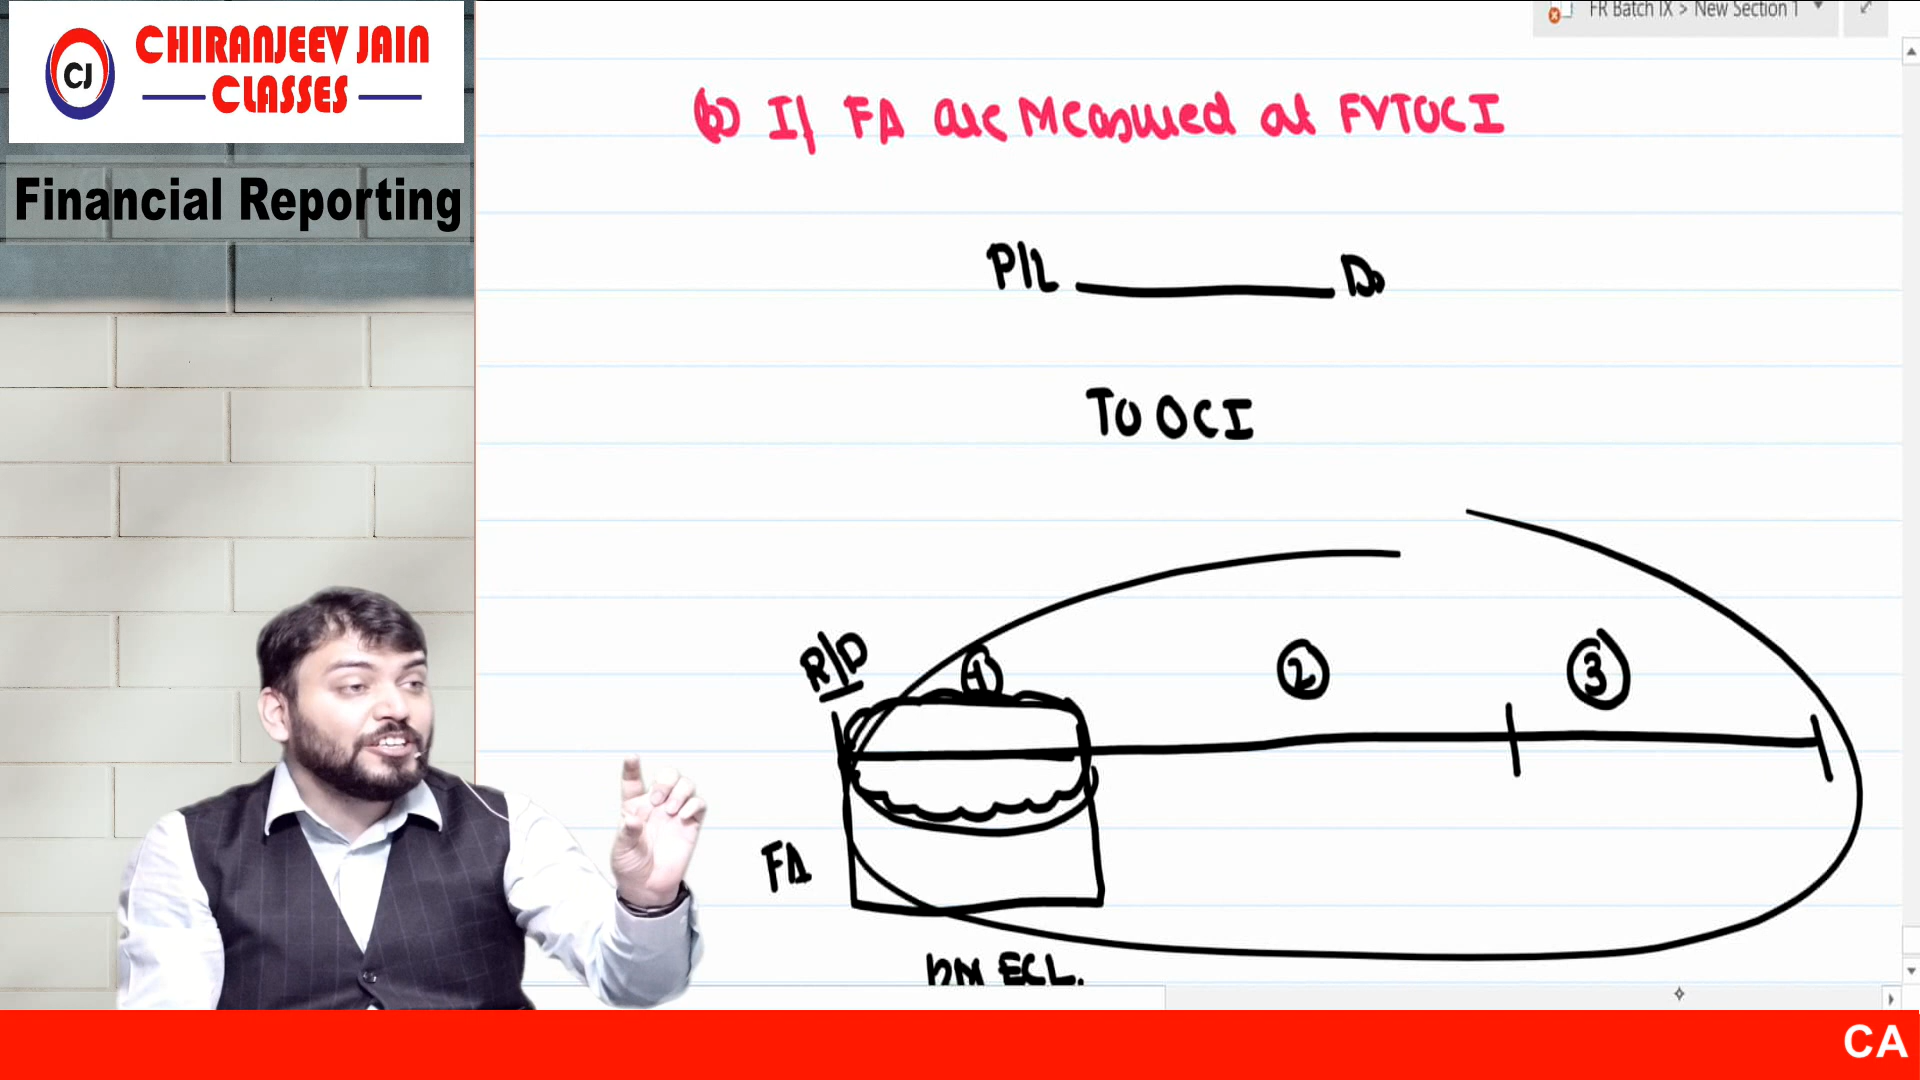 CHIRANJEEV JAIN
CLASSES
CJ
Financial Reporting
FR Batch IX > New Section 1
(b) If FA are Measured at FVTOCI
P/L ——— Dr
TO OCI
R/D
1
2
3
FA
12M ECL.
CA